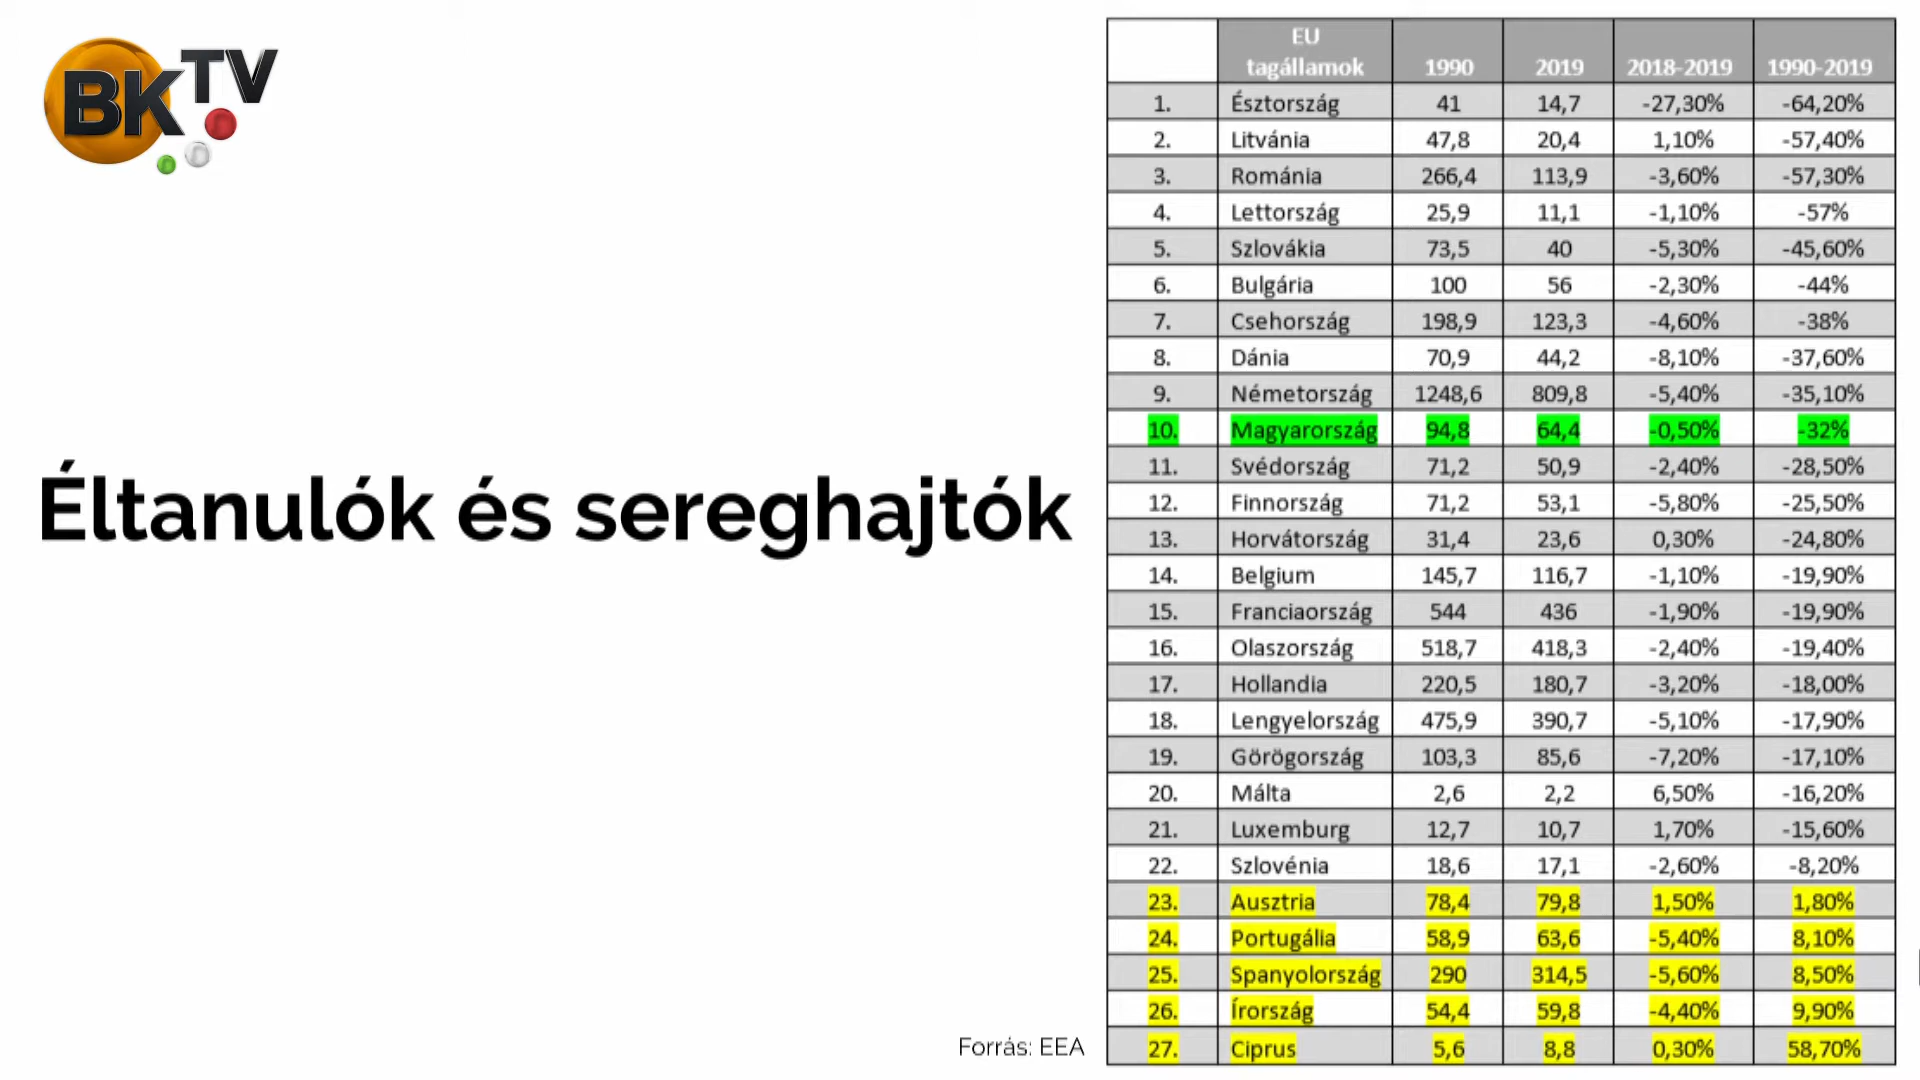 BKTV
Éltanulók és sereghajtók
EU tagállamok 1990 2019 2018-2019 1990-2019
1. Észtország 41 14,7 -27,30% -64,20%
2. Litvánia 47,8 20,4 1,10% -57,40%
3. Románia 266,4 113,9 -3,60% -57,30%
4. Lettország 25,9 11,1 -1,10% -57%
5. Szlovákia 73,5 40 -5,30% -45,60%
6. Bulgária 100 56 -2,30% -44%
7. Csehország 198,9 123,3 -4,60% -38%
8. Dánia 70,9 44,2 -8,10% -37,60%
9. Németország 1248,6 809,8 -5,40% -35,10%
10. Magyarország 94,8 64,4 -0,50% -32%
11. Svédország 71,2 50,9 -2,40% -28,50%
12. Finnország 71,2 53,1 -5,80% -25,50%
13. Horvátország 31,4 23,6 0,30% -24,80%
14. Belgium 145,7 116,7 -1,10% -19,90%
15. Franciaország 544 436 -1,90% -19,90%
16. Olaszország 518,7 418,3 -2,40% -19,40%
17. Hollandia 220,5 180,7 -3,20% -18,00%
18. Lengyelország 475,9 390,7 -5,10% -17,90%
19. Görögország 103,3 85,6 -7,20% -17,10%
20. Málta 2,6 2,2 6,50% -16,20%
21. Luxemburg 12,7 10,7 1,70% -15,60%
22. Szlovénia 18,6 17,1 -2,60% -8,20%
23. Ausztria 78,4 79,8 1,50% 1,80%
24. Portugália 58,9 63,6 -5,40% 8,10%
25. Spanyolország 290 314,5 -5,60% 8,50%
26. Írország 54,4 59,8 -4,40% 9,90%
27. Ciprus 5,6 8,8 0,30% 58,70%
Forrás: EEA